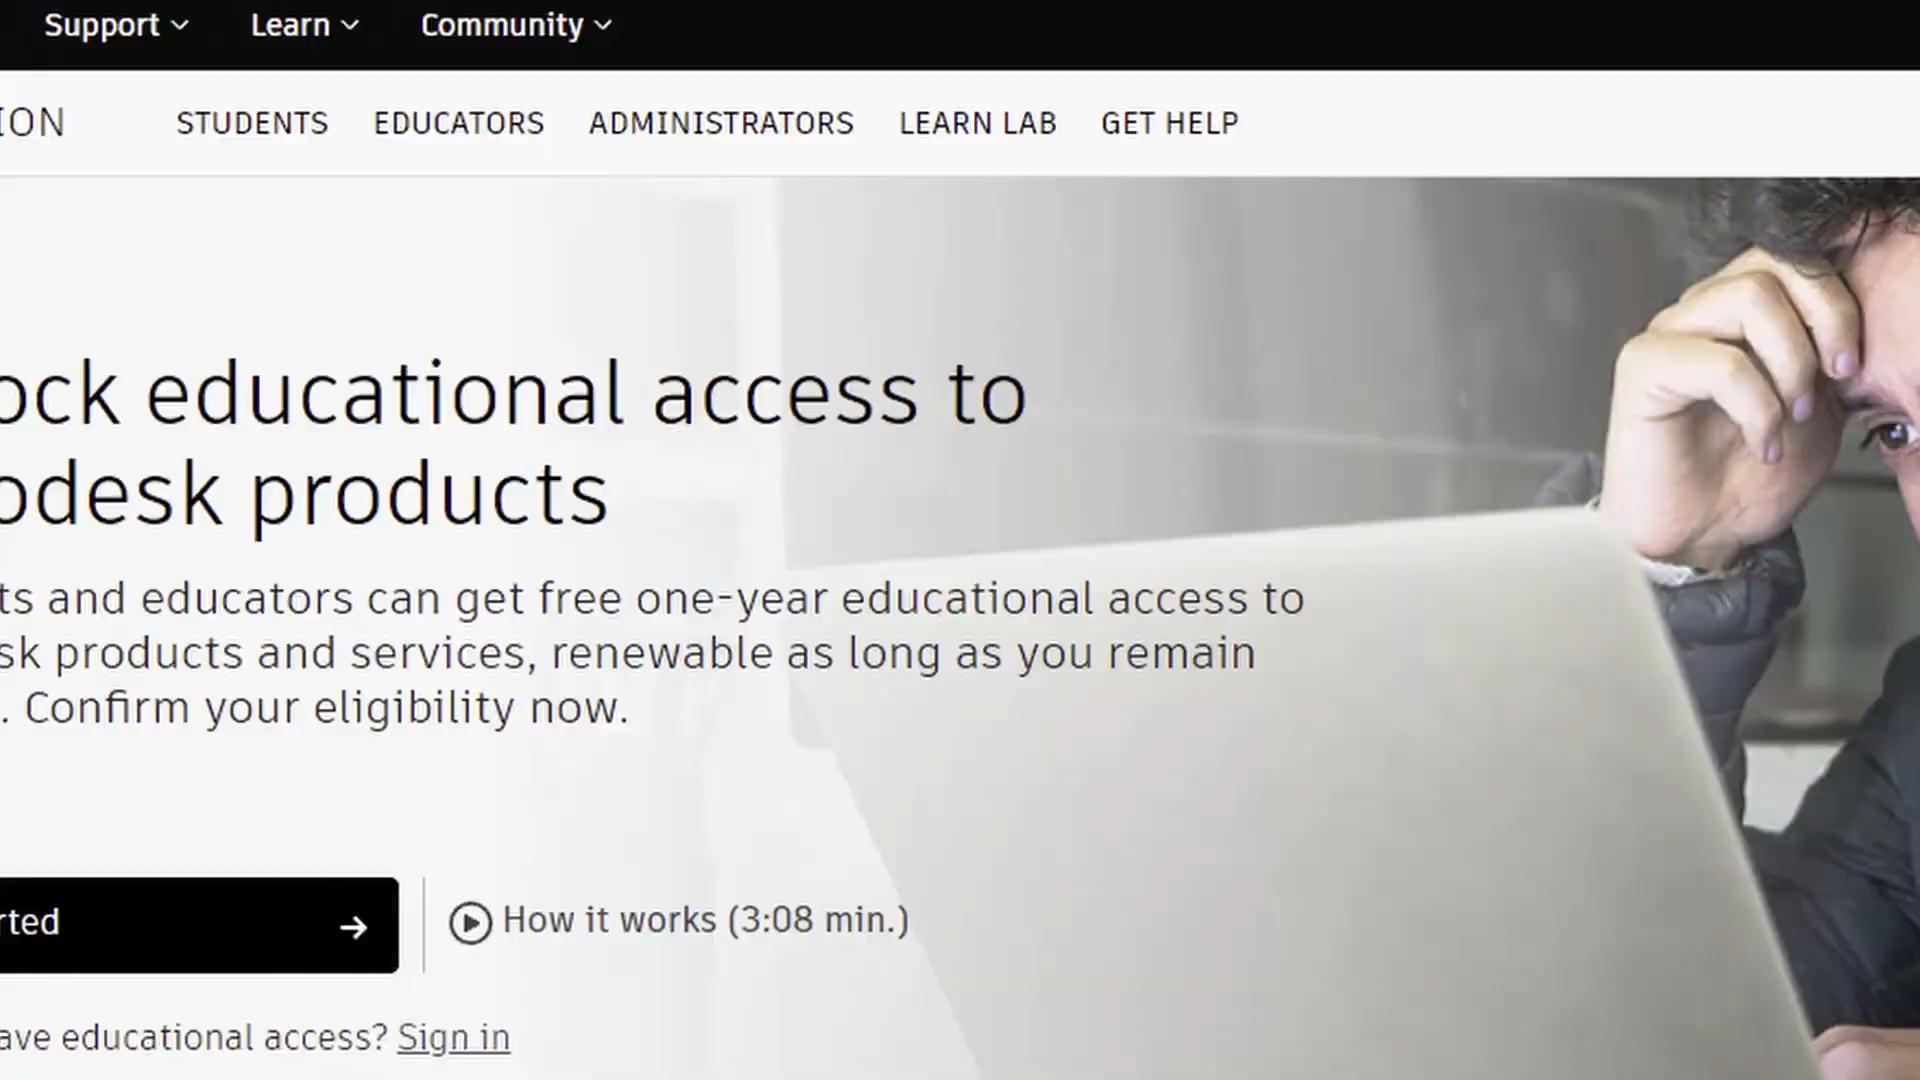 Support Learn Community
ION STUDENTS EDUCATORS ADMINISTRATORS LEARN LAB GET HELP
ock educational access to
odesk products
ts and educators can get free one-year educational access to
sk products and services, renewable as long as you remain
. Confirm your eligibility now.
rted
How it works (3:08 min.)
ave educational access? Sign in